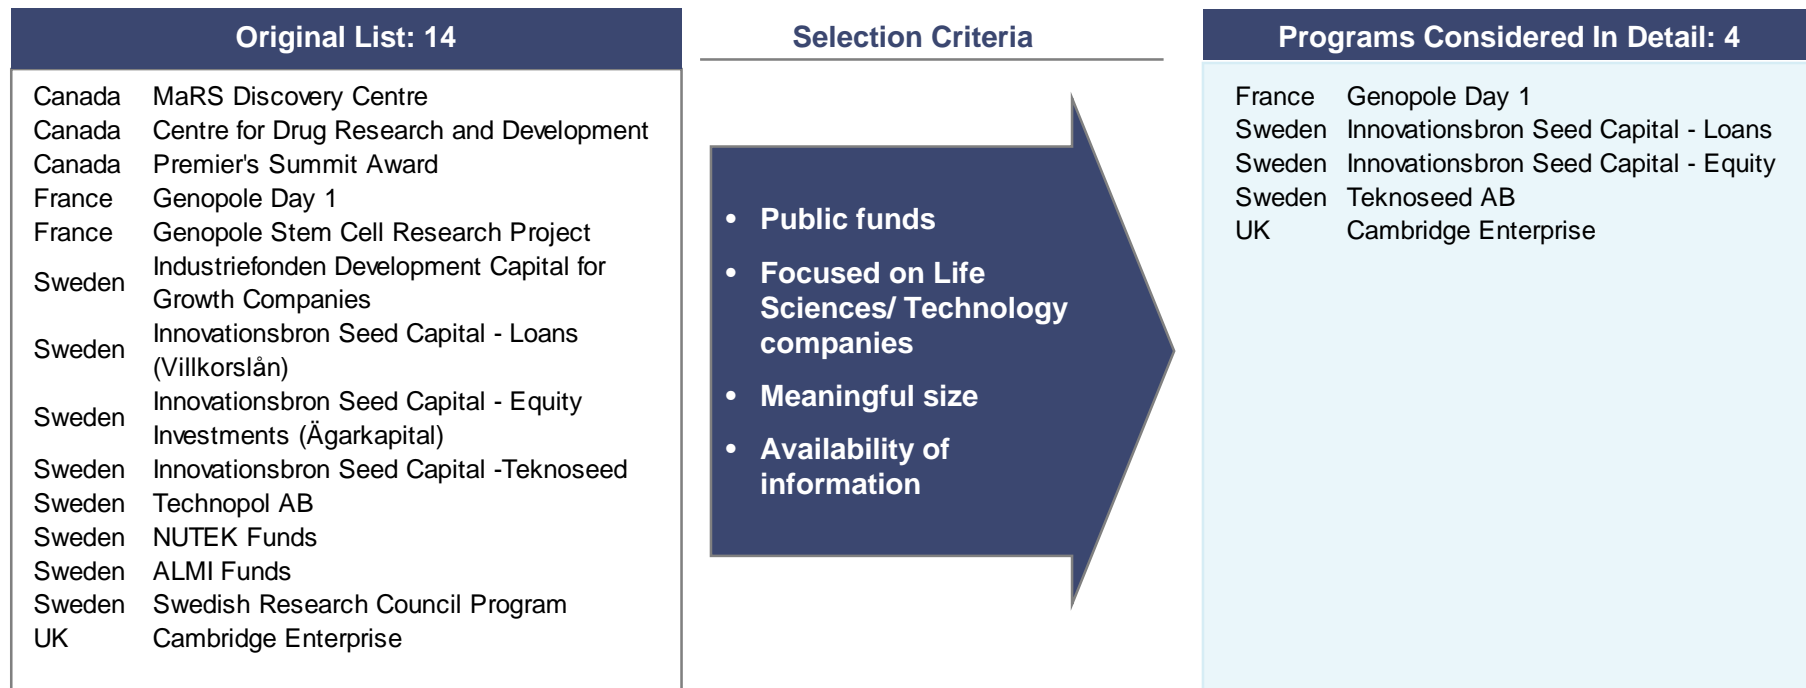 Original List: 14
Canada MaRS Discovery Centre
Canada Centre for Drug Research and Development
Canada Premier's Summit Award
France Genopole Day 1
France Genopole Stem Cell Research Project
Sweden Industriefonden Development Capital for
Growth Companies
Sweden Innovationsbron Seed Capital - Loans
(Villkorslån)
Sweden Innovationsbron Seed Capital - Equity
Investments (Ägarkapital)
Sweden Innovationsbron Seed Capital -Teknoseed
Sweden Technopol AB
Sweden NUTEK Funds
Sweden ALMI Funds
Sweden Swedish Research Council Program
UK Cambridge Enterprise
Selection Criteria
• Public funds
• Focused on Life
Sciences/ Technology
companies
• Meaningful size
• Availability of
information
Programs Considered In Detail: 4
France Genopole Day 1
Sweden Innovationsbron Seed Capital - Loans
Sweden Innovationsbron Seed Capital - Equity
Sweden Teknoseed AB
UK Cambridge Enterprise